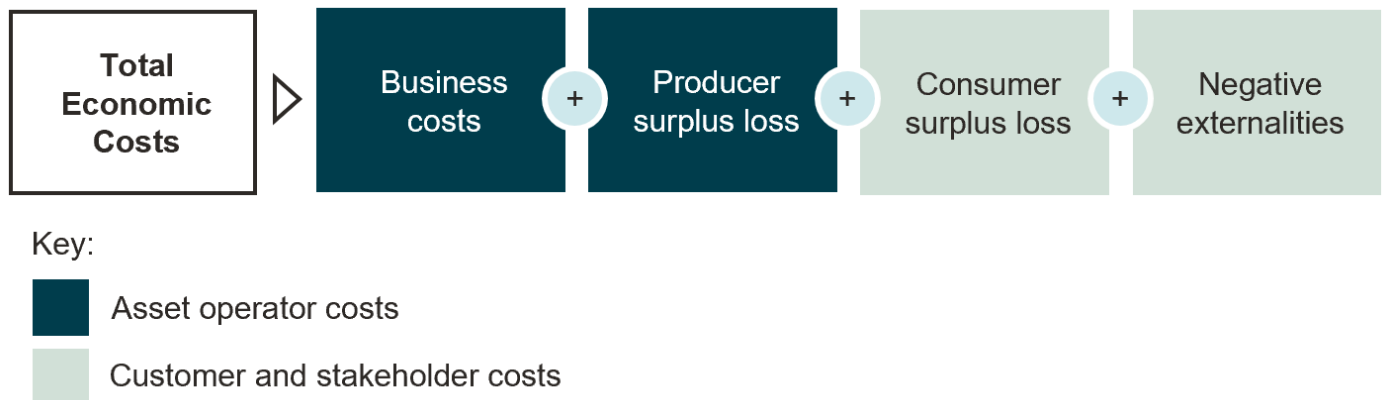 Total
Economic
Costs
Business
costs
+
Producer
surplus loss
+
Consumer
surplus loss
+
Negative
externalities
Key:
Asset operator costs
Customer and stakeholder costs